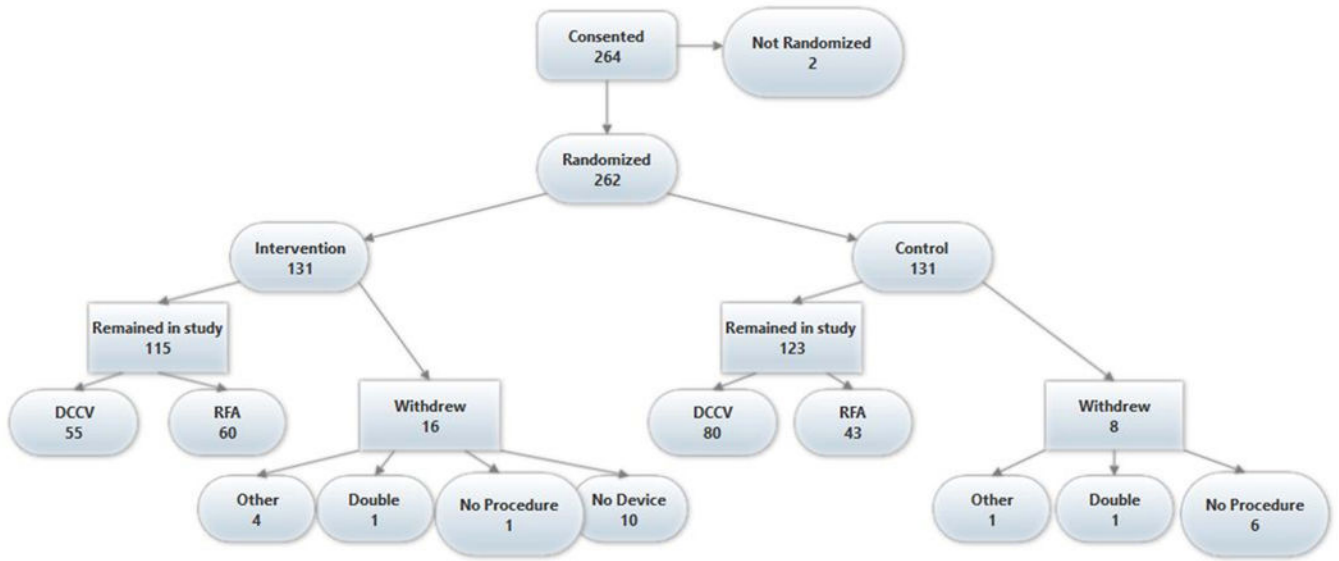 Consented
264
Not Randomized
2
Randomized
262
Intervention
131
Control
131
Remained in study
115
Remained in study
123
DCCV
55
RFA
60
Withdrew
16
DCCV
80
RFA
43
Withdrew
8
Other
4
Double
1
No Procedure
1
No Device
10
Other
1
Double
1
No Procedure
6